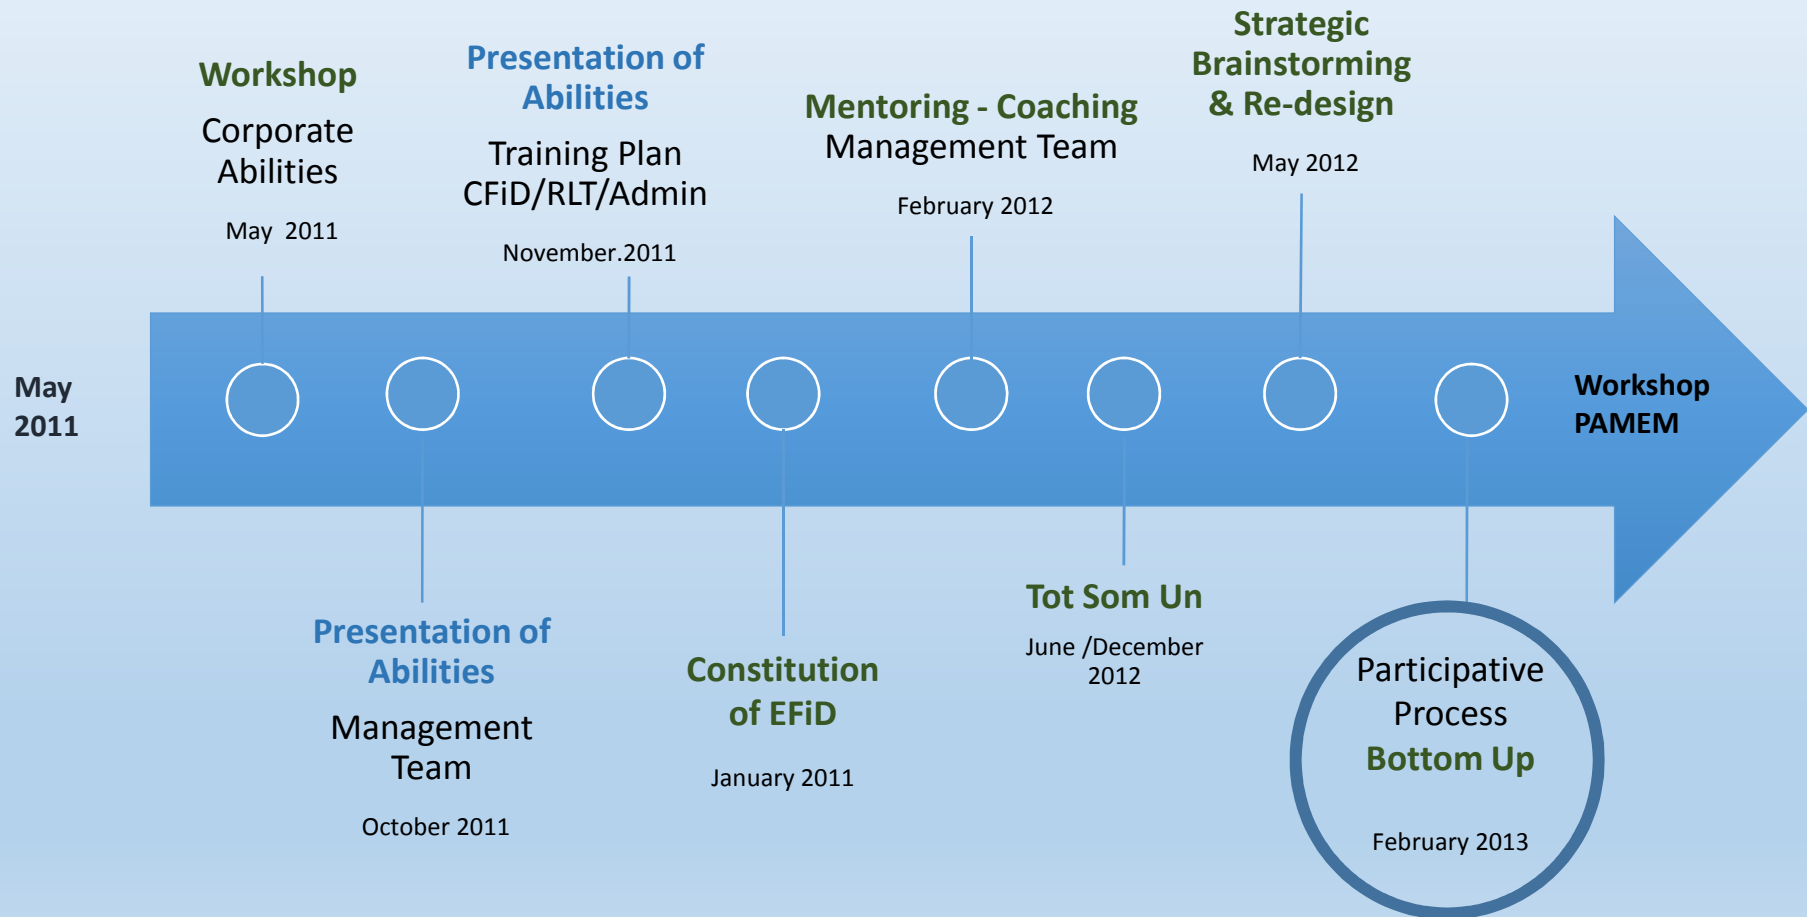 Workshop
Corporate
Abilities
May 2011
Presentation of
Abilities
Training Plan
CFiD/RLT/Admin
November.2011
Mentoring - Coaching
Management Team
February 2012
Strategic
Brainstorming
& Re-design
May 2012
May
2011
Workshop
PAMEM
Presentation of
Abilities
Management
Team
October 2011
Constitution
of EFiD
January 2011
Tot Som Un
June /December
2012
Participative
Process
Bottom Up
February 2013